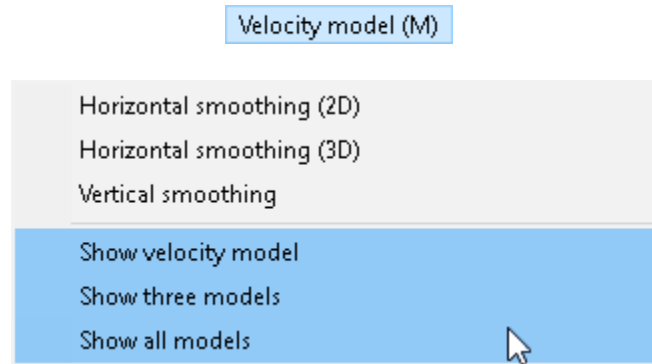 Velocity model (M)
Horizontal smoothing (2D)
Horizontal smoothing (3D)
Vertical smoothing
Show velocity model
Show three models
Show all models